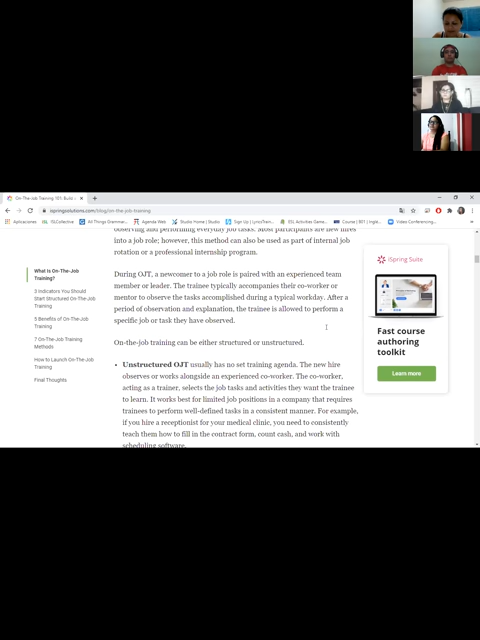 On-The-Job Training 101: Build
ispringsolutions.com/blog/on-the-job-training
Aplicaciones
ISLCollective
All Things Grammar...
Agenda Web
Studio Home | Studio
Sign Up | LyricsTrain...
ESL Activities Game...
Course | 901 | Ingle...
Video Conferencing,...
What Is On-The-Job
Training?
3 Indicators You Should
Start Structured On-The-Job
Training
5 Benefits of On-The-Job
Training
7 On-The-Job Training
Methods
How to Launch On-The-Job
Training
Final Thoughts
observing and performing everyday job tasks. Most participants are new hires
into a job role; however, this method can also be used as part of internal job
rotation or a professional internship program.
During OJT, a newcomer to a job role is paired with an experienced team
member or leader. The trainee typically accompanies their co-worker or
mentor to observe the tasks accomplished during a typical workday. After a
period of observation and explanation, the trainee is allowed to perform a
specific job or task they have observed.
On-the-job training can be either structured or unstructured.
• Unstructured OJT usually has no set training agenda. The new hire
observes or works alongside an experienced co-worker. The co-worker,
acting as a trainer, selects the job tasks and activities they want the trainee
to learn. It works best for limited job positions in a company that requires
trainees to perform well-defined tasks in a consistent manner. For example,
if you hire a receptionist for your medical clinic, you need to consistently
teach them how to fill in the contract form, count cash, and work with
scheduling software.
iSpring Suite
Fast course
authoring
toolkit
Learn more